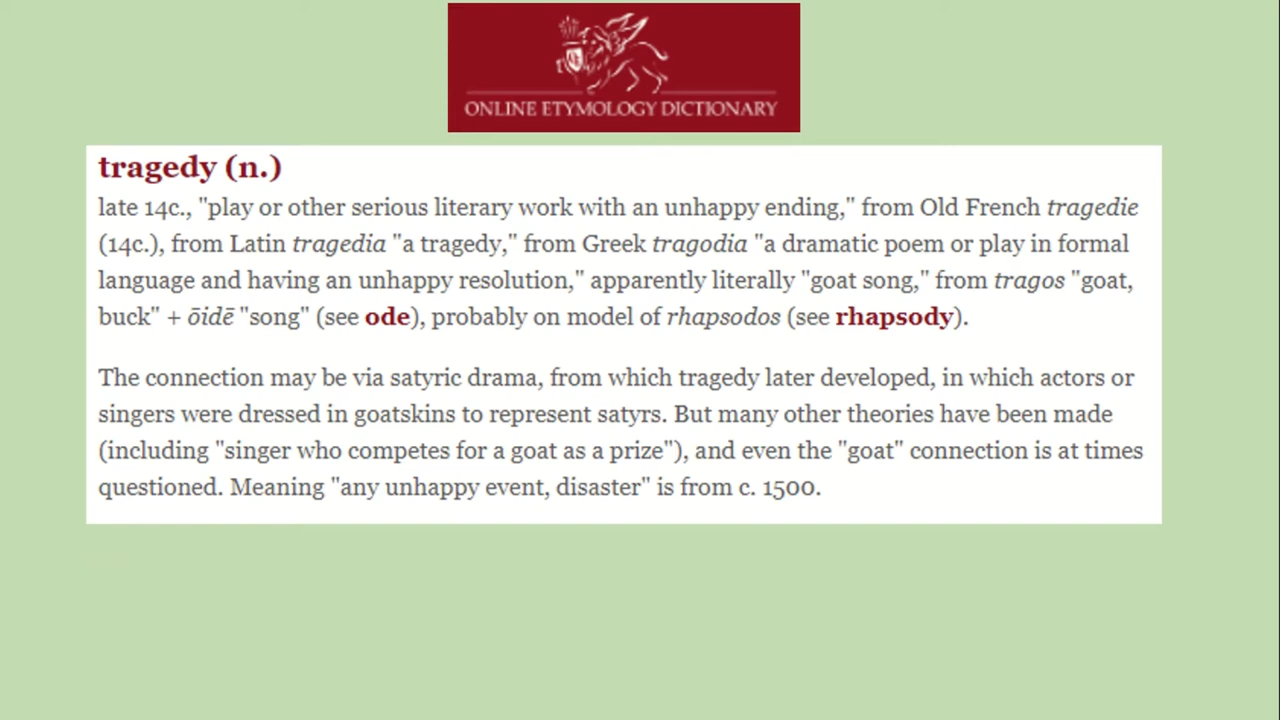 ONLINE ETYMOLOGY DICTIONARY
tragedy (n.)
late 14c., "play or other serious literary work with an unhappy ending," from Old French tragedie
(14c.), from Latin tragedia "a tragedy," from Greek tragodia "a dramatic poem or play in formal
language and having an unhappy resolution," apparently literally "goat song," from tragos "goat,
buck" + ōidē "song" (see ode), probably on model of rhapsodos (see rhapsody).
The connection may be via satyric drama, from which tragedy later developed, in which actors or
singers were dressed in goatskins to represent satyrs. But many other theories have been made
(including "singer who competes for a goat as a prize"), and even the "goat" connection is at times
questioned. Meaning "any unhappy event, disaster" is from c. 1500.